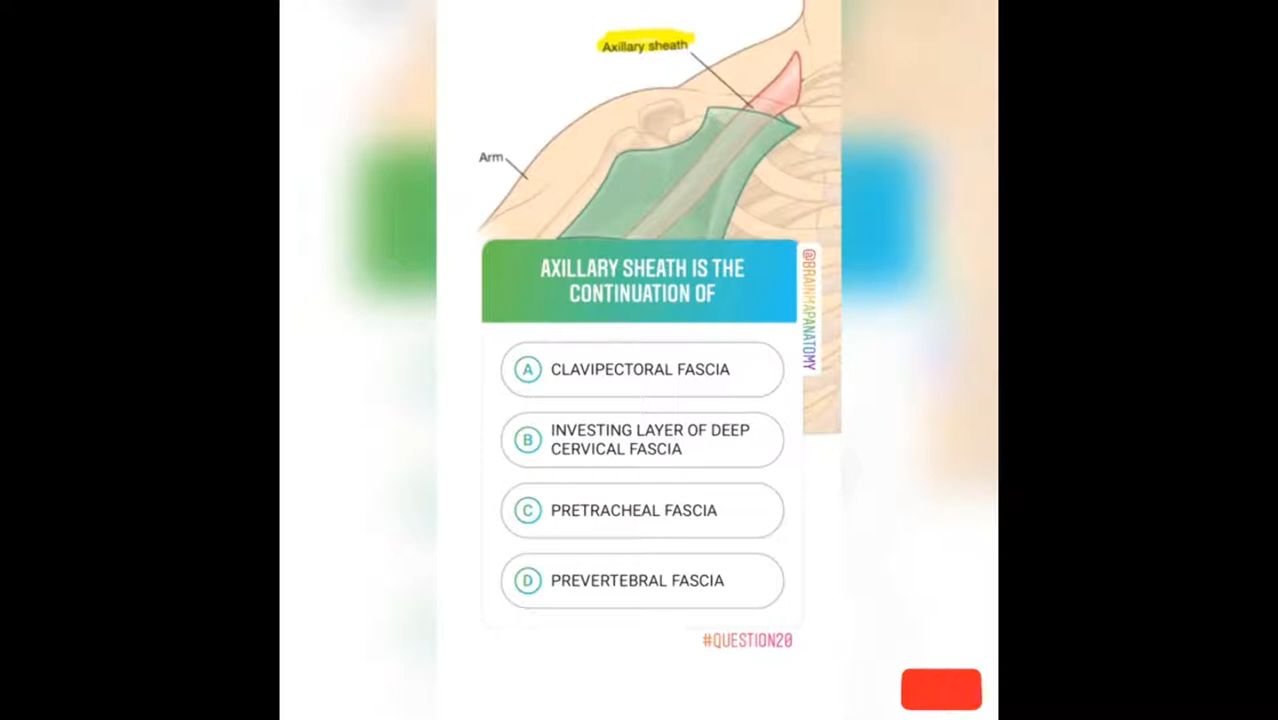 Axillary sheath
Arm
AXILLARY SHEATH IS THE
CONTINUATION OF
@BRAINMAPANATOMY
A CLAVIPECTORAL FASCIA
B INVESTING LAYER OF DEEP
CERVICAL FASCIA
C PRETRACHEAL FASCIA
D PREVERTEBRAL FASCIA
#QUESTION20